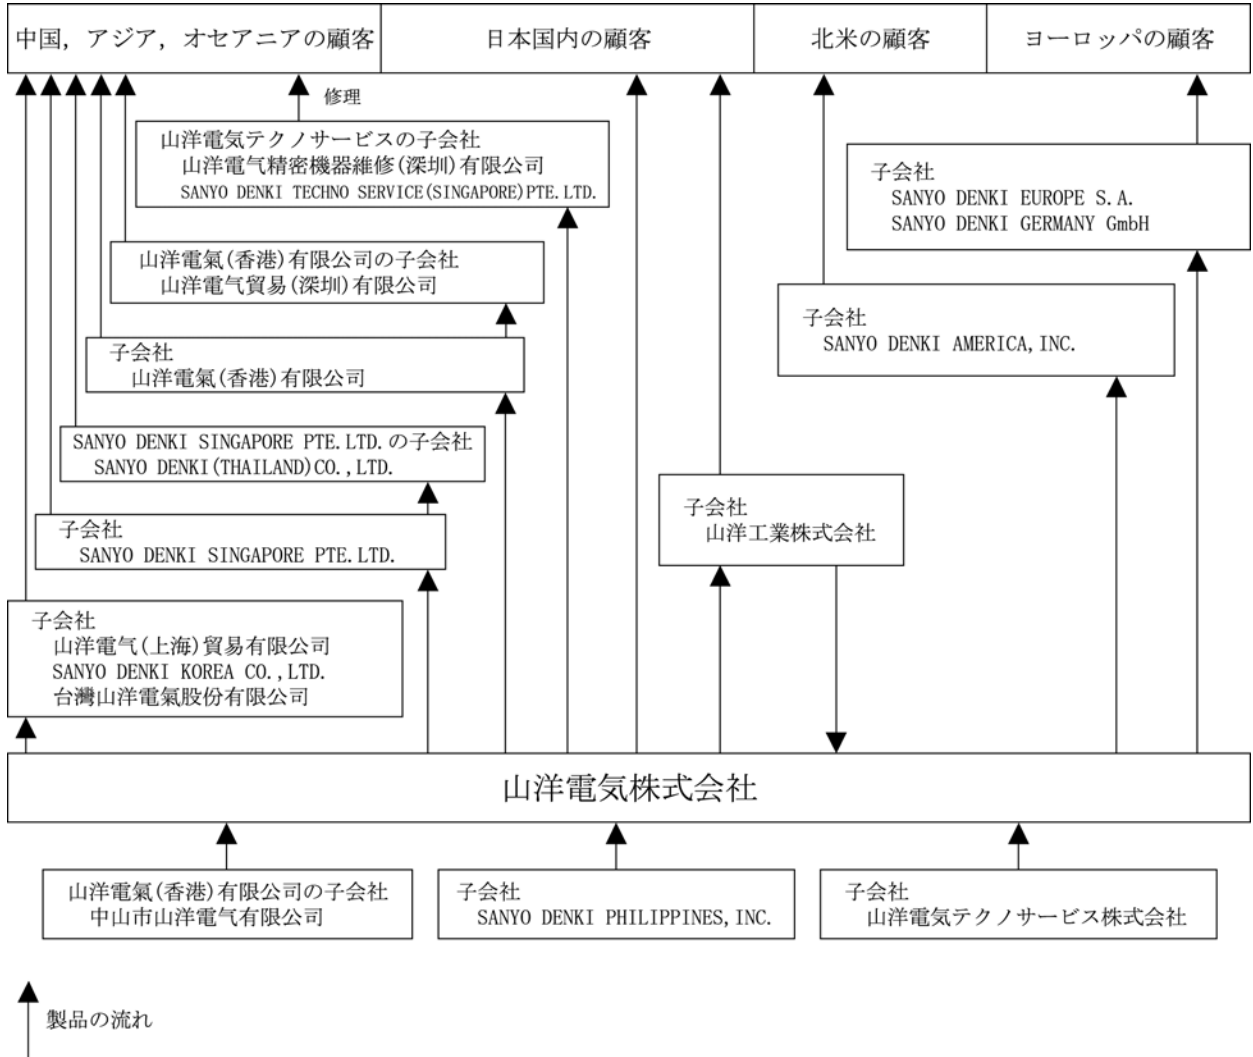 中国，アジア，オセアニアの顧客
日本国内の顧客
北米の顧客
ヨーロッパの顧客
修理
山洋電気テクノサービスの子会社
山洋電气精密機器維修(深圳)有限公司
SANYO DENKI TECHNO SERVICE(SINGAPORE)PTE.LTD.
子会社
SANYO DENKI EUROPE S.A.
SANYO DENKI GERMANY GmbH
山洋電氣(香港)有限公司の子会社
山洋電气貿易(深圳)有限公司
子会社
SANYO DENKI AMERICA,INC.
子会社
山洋電氣(香港)有限公司
SANYO DENKI SINGAPORE PTE.LTD.の子会社
SANYO DENKI(THAILAND)CO.,LTD.
子会社
山洋工業株式会社
子会社
SANYO DENKI SINGAPORE PTE.LTD.
子会社
山洋電气(上海)貿易有限公司
SANYO DENKI KOREA CO.,LTD.
台灣山洋電氣股份有限公司
山洋電気株式会社
山洋電氣(香港)有限公司の子会社
中山市山洋電气有限公司
子会社
SANYO DENKI PHILIPPINES,INC.
子会社
山洋電気テクノサービス株式会社
製品の流れ